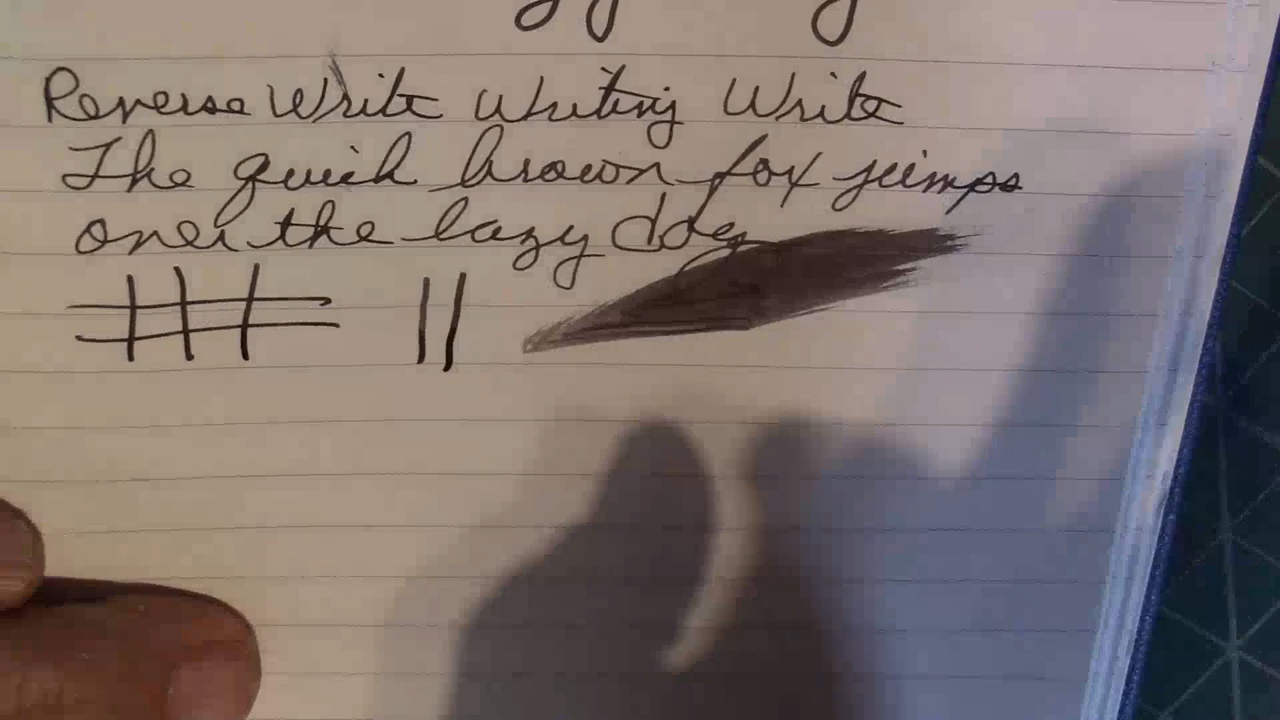 Reverse Write Writing Write
The quick brown fox jumps
over the lazy dog